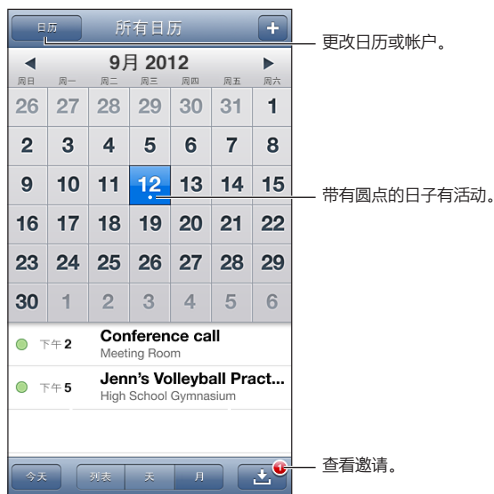 日历 所有日历 +
更改日历或帐户。
9月 2012
周日 周一 周二 周三 周四 周五 周六
26 27 28 29 30 31 1
2 3 4 5 6 7 8
9 10 11 12 13 14 15
带有圆点的日子有活动。
16 17 18 19 20 21 22
23 24 25 26 27 28 29
30 1 2 3 4 5 6
下午 2 Conference call
Meeting Room
下午 5 Jenn's Volleyball Pract...
High School Gymnasium
今天 列表 天 月 1
查看邀请。